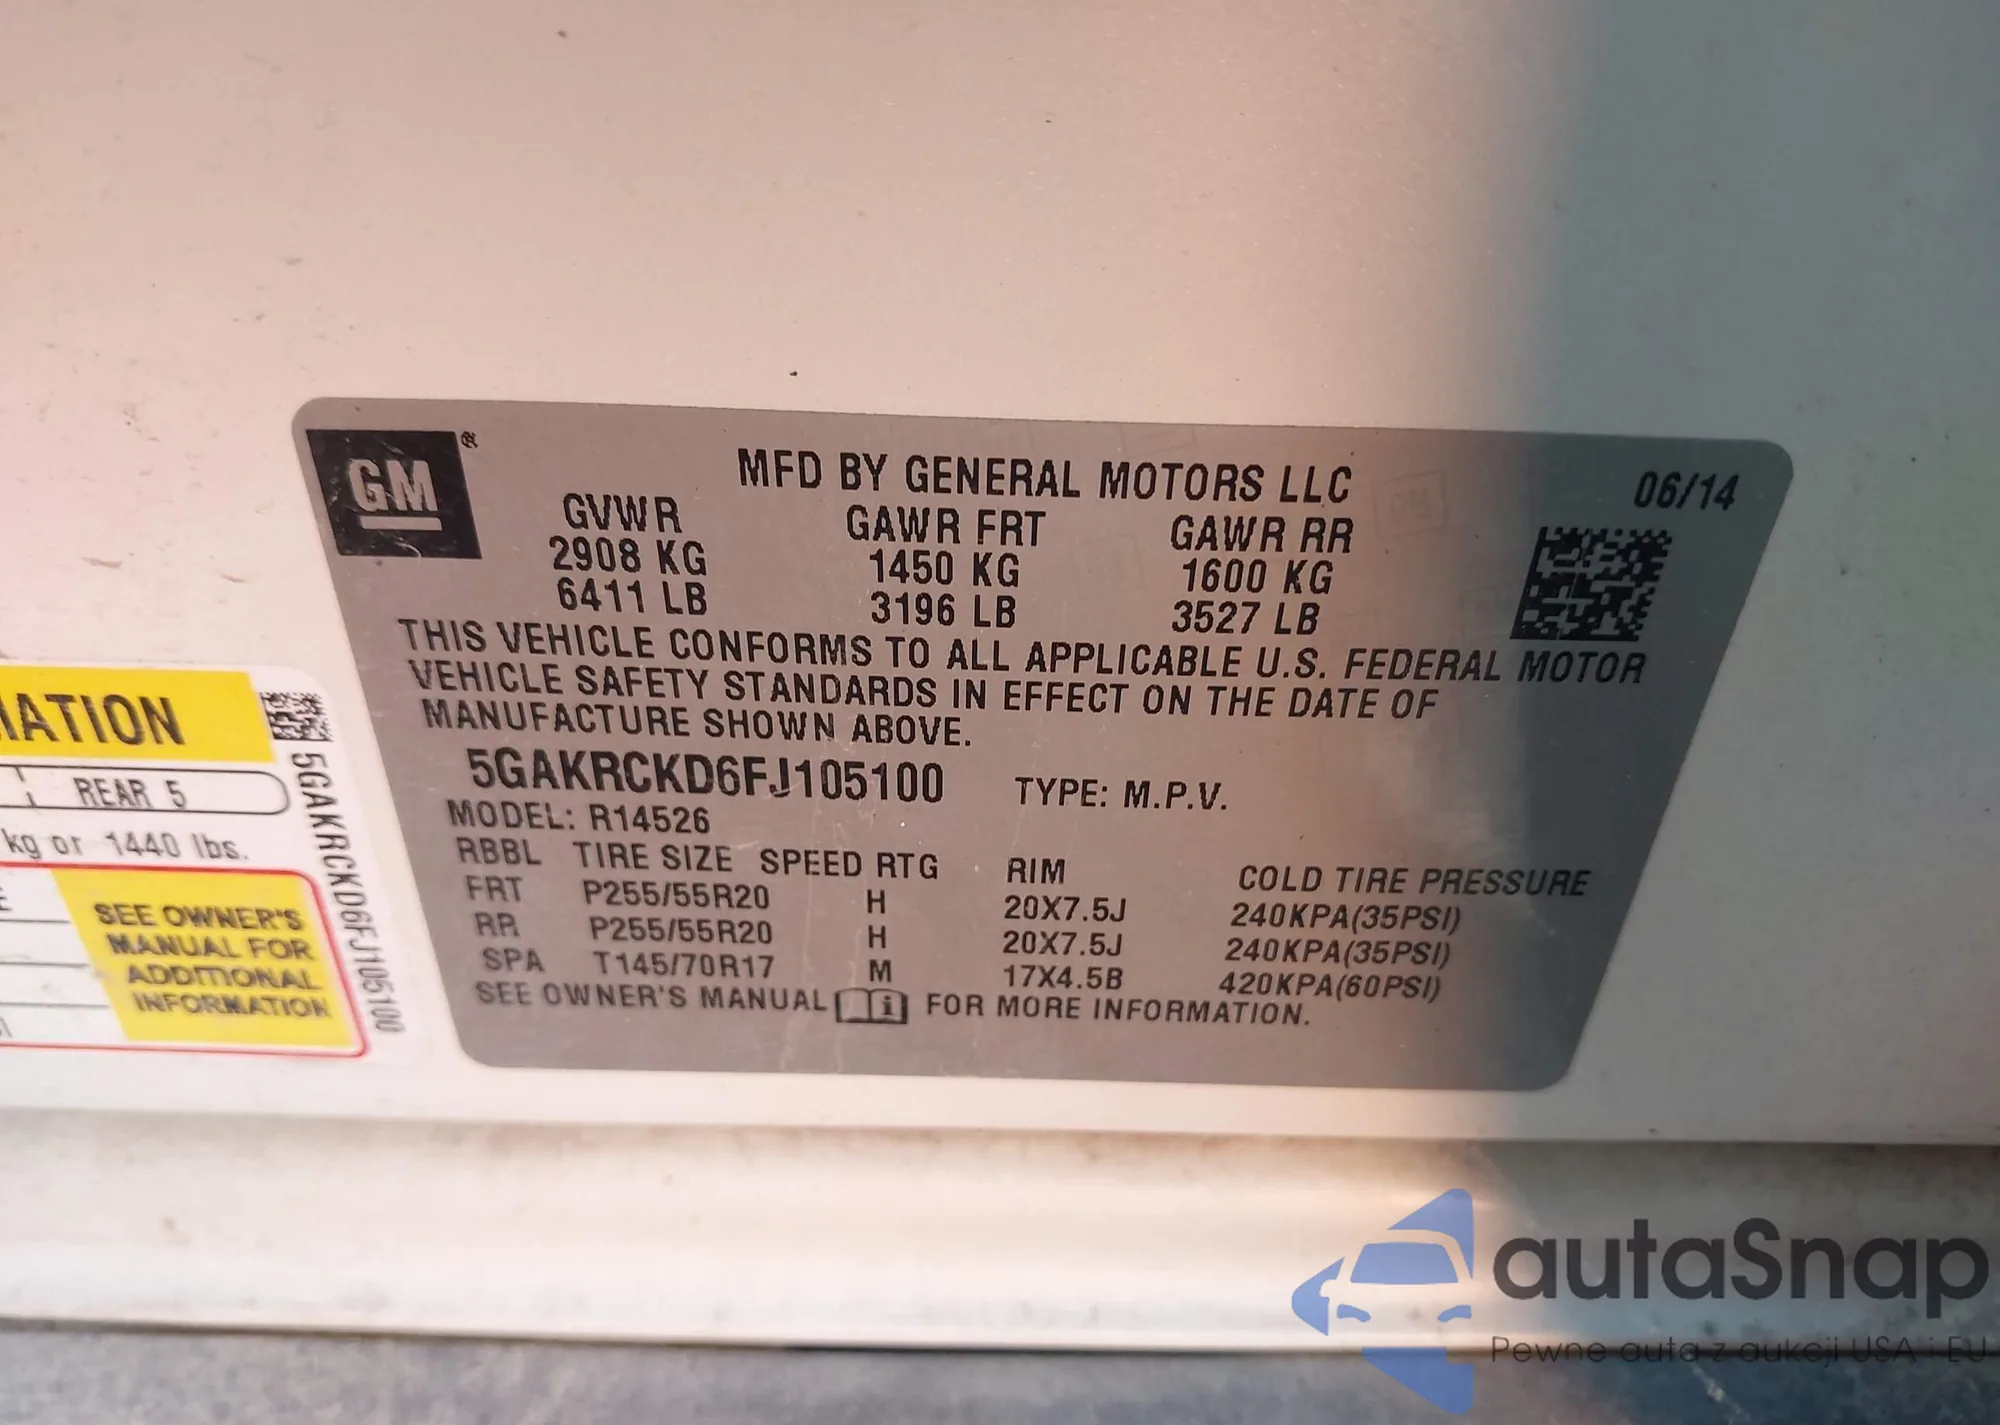 GM®
MFD BY GENERAL MOTORS LLC 06/14
GVWR GAWR FRT GAWR RR
2908 KG 1450 KG 1600 KG
6411 LB 3196 LB 3527 LB
THIS VEHICLE CONFORMS TO ALL APPLICABLE U.S. FEDERAL MOTOR
VEHICLE SAFETY STANDARDS IN EFFECT ON THE DATE OF
MANUFACTURE SHOWN ABOVE.
5GAKRCKD6FJ105100 TYPE: M.P.V.
MODEL: R14526
RBBL TIRE SIZE SPEED RTG RIM COLD TIRE PRESSURE
FRT P255/55R20 H 20X7.5J 240KPA(35PSI)
RR P255/55R20 H 20X7.5J 240KPA(35PSI)
SPA T145/70R17 M 17X4.5B 420KPA(60PSI)
SEE OWNER'S MANUAL i FOR MORE INFORMATION.
REAR 5
kg or 1440 lbs.
SEE OWNER'S
MANUAL FOR
ADDITIONAL
INFORMATION
5GAKRCKD6FJ105100
autaSnap
Pewne auta z aukcji USA i EU